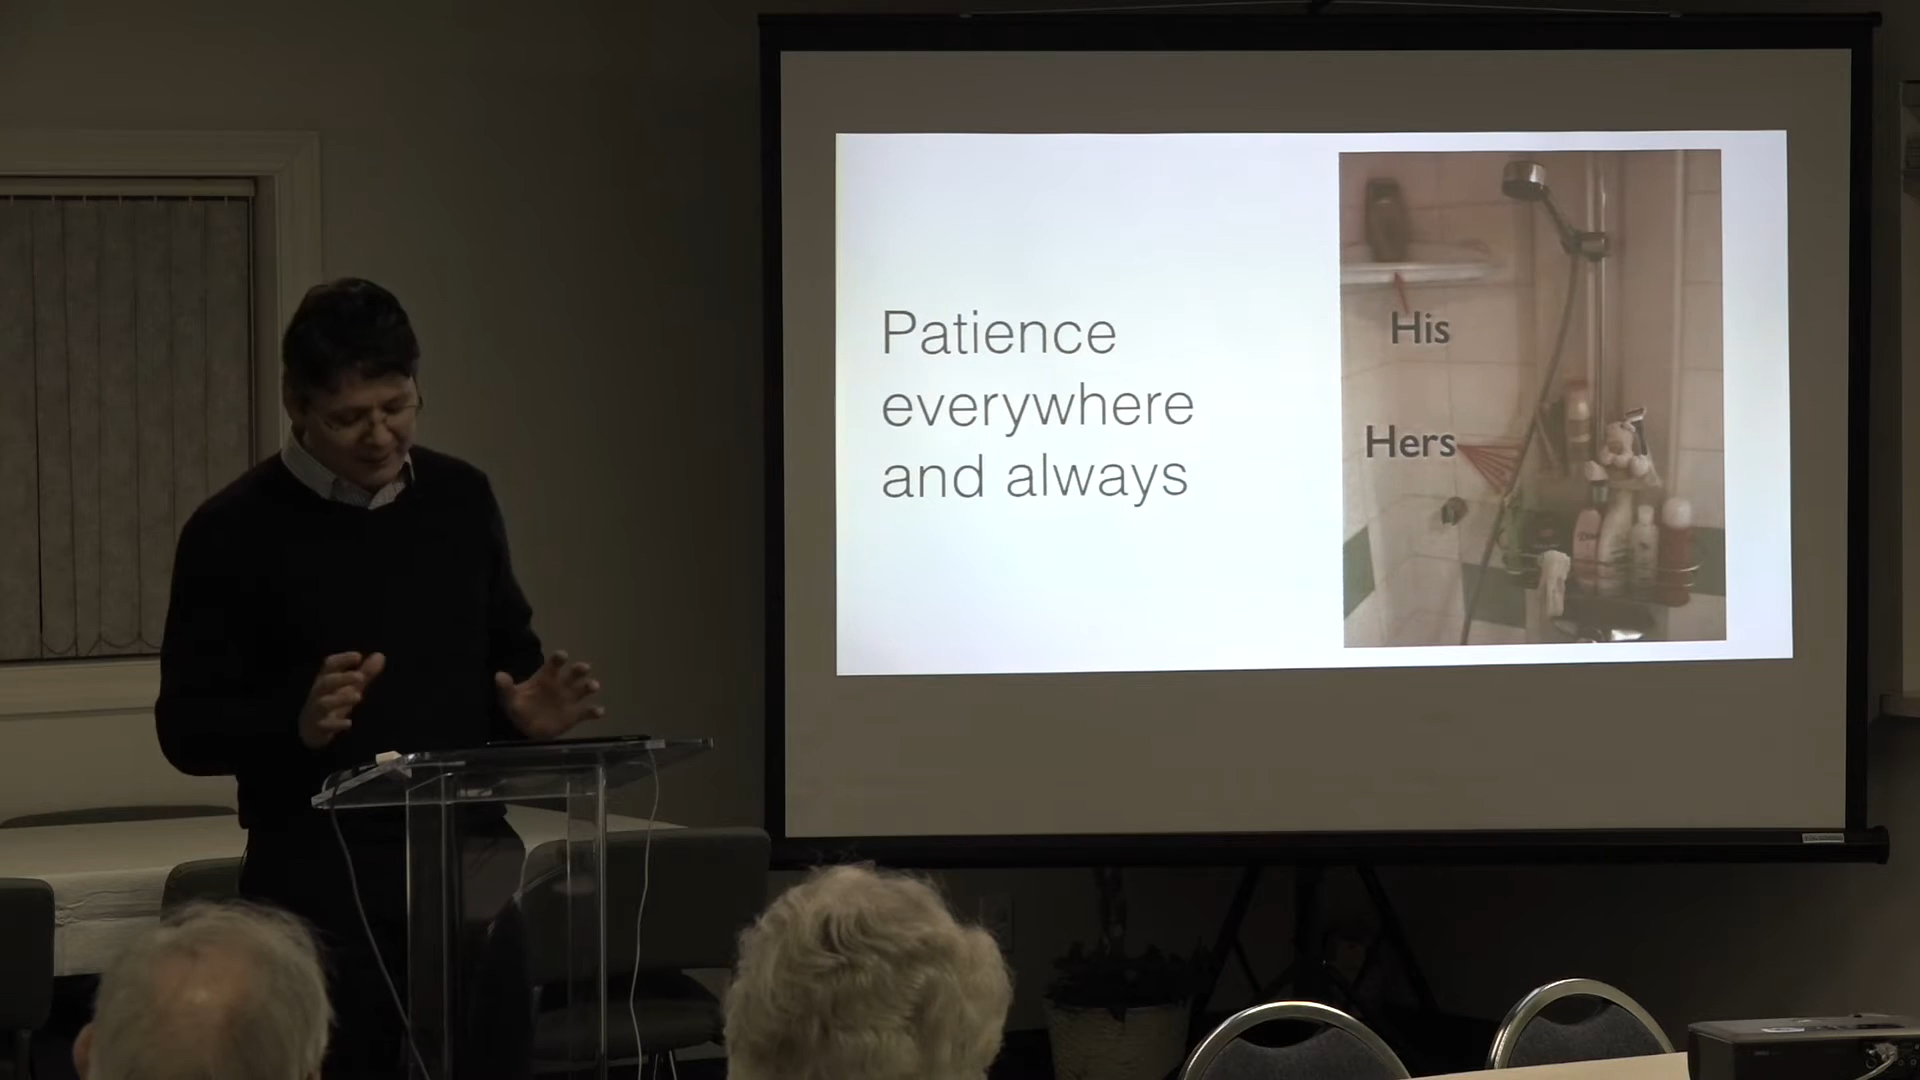 Patience
everywhere
and always
His
Hers